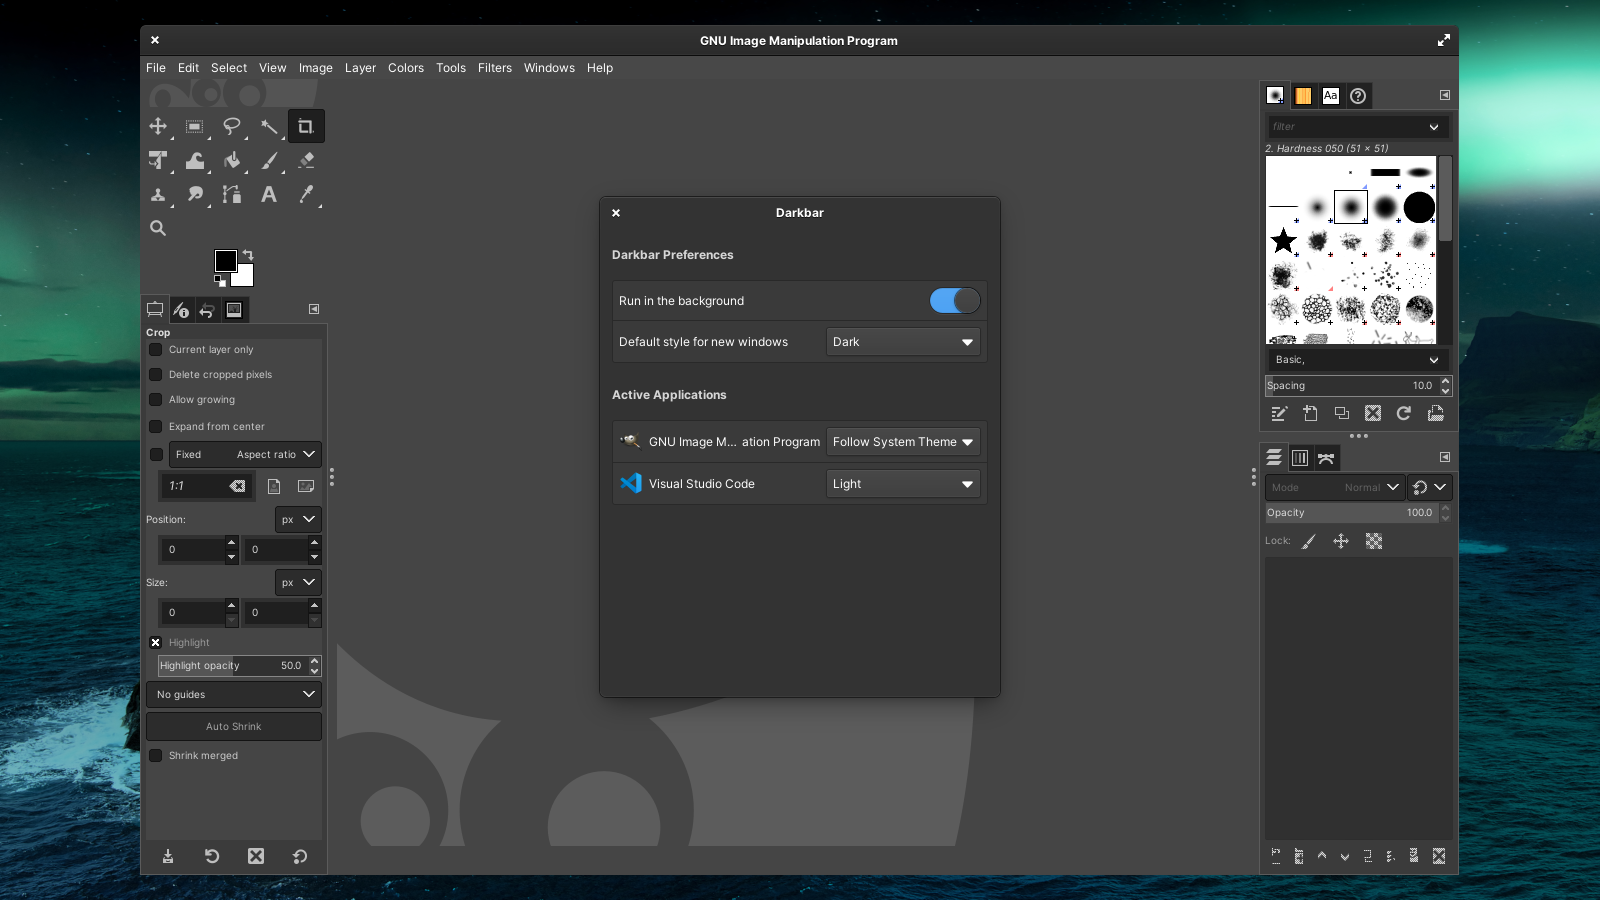 GNU Image Manipulation Program
File Edit Select View Image Layer Colors Tools Filters Windows Help
Crop
Current layer only
Delete cropped pixels
Allow growing
Expand from center
Fixed Aspect ratio
1:1
Position: px
0 0
Size: px
0 0
Highlight
Highlight opacity 50.0
No guides
Auto Shrink
Shrink merged
Darkbar
Darkbar Preferences
Run in the background
Default style for new windows Dark
Active Applications
GNU Image M... ation Program Follow System Theme
Visual Studio Code Light
Aa
filter
2. Hardness 050 (51 × 51)
Basic,
Spacing 10.0
Mode Normal
Opacity 100.0
Lock: